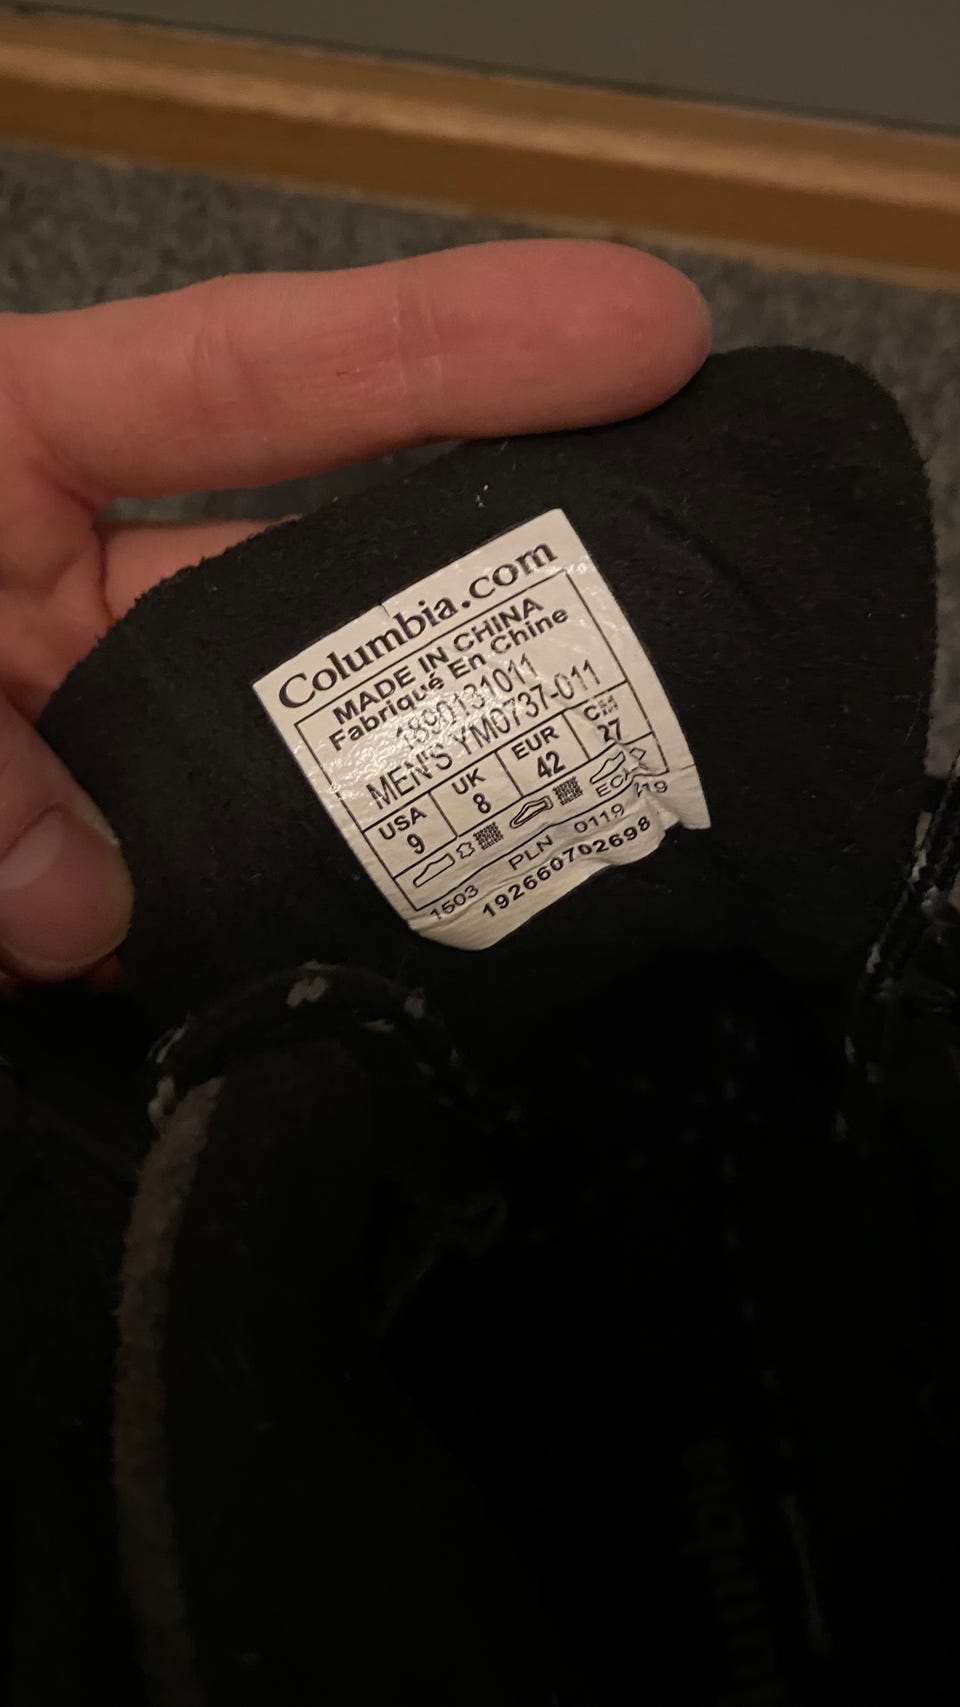 Columbia.com
MADE IN CHINA
Fabriqué En Chine
1890131011
MEN'S YM0737-011
USA UK EUR CM
9 8 42 27
1503 PLN 0119
192660702698